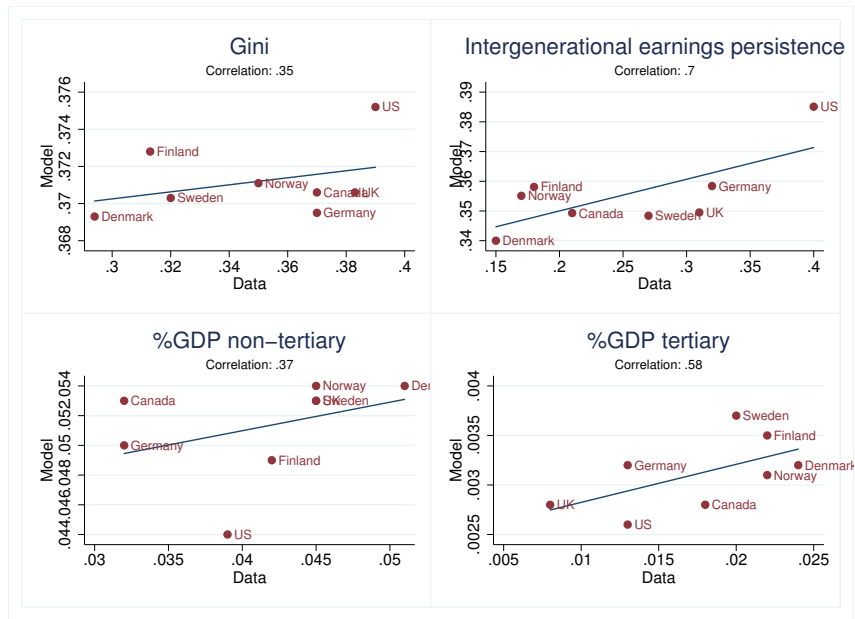 Gini
Correlation: .35
Model
.368 .37 .372 .374 .376
US
Finland
Norway
Canada
UK
Sweden
Germany
Denmark
.3 .32 .34 .36 .38 .4
Data
Intergenerational earnings persistence
Correlation: .7
Model
.34 .35 .36 .37 .38 .39
US
Finland
Germany
Norway
Canada
Sweden
UK
Denmark
.15 .2 .25 .3 .35 .4
Data
%GDP non−tertiary
Correlation: .37
Model
.044 .046 .048 .05 .052 .054
Norway
Den
Canada
UK
Sweden
Germany
Finland
US
.03 .035 .04 .045 .05
Data
%GDP tertiary
Correlation: .58
Model
.0025 .003 .0035 .004
Sweden
Finland
Germany
Denmark
Norway
UK
Canada
US
.005 .01 .015 .02 .025
Data